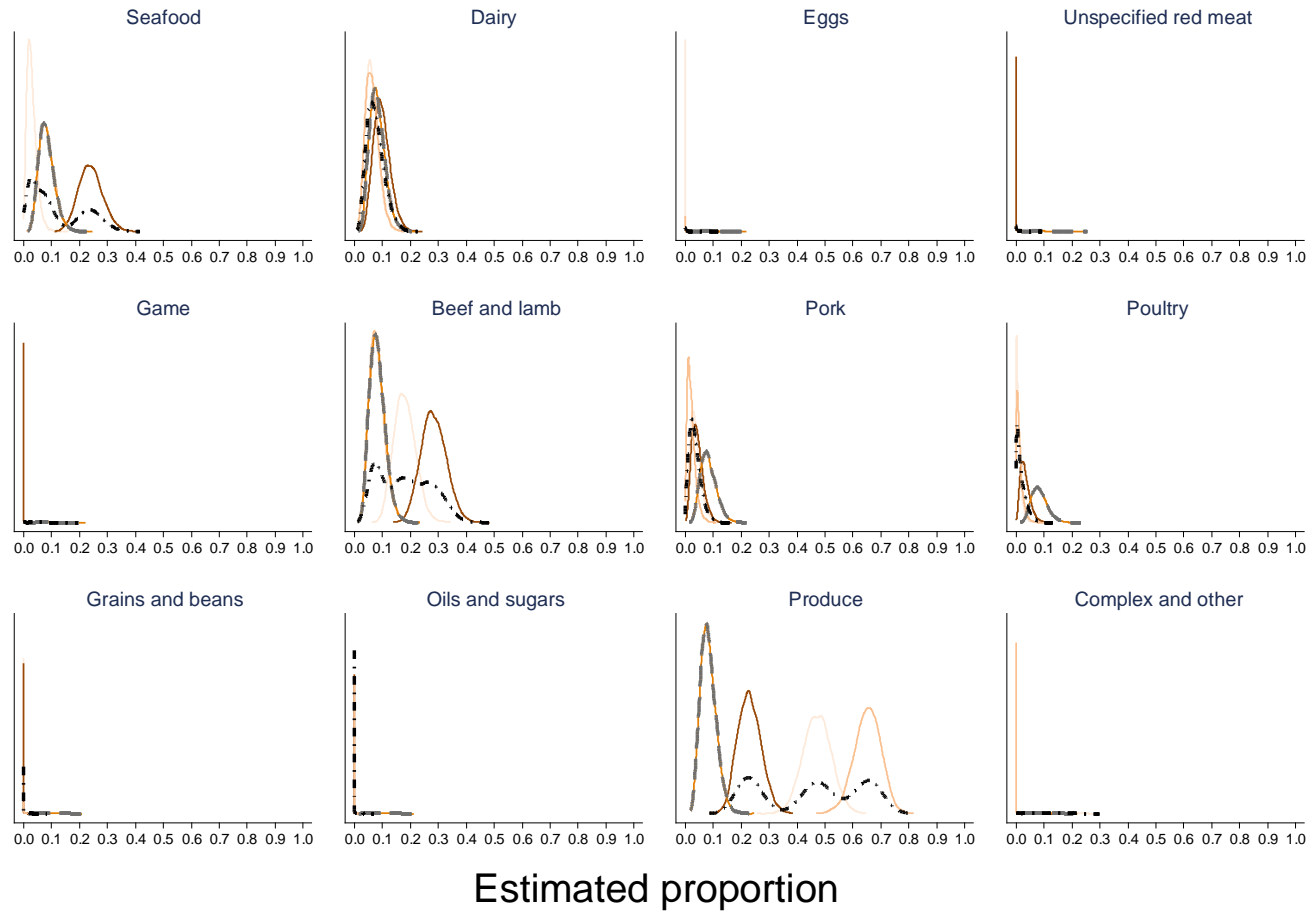 Seafood Dairy Eggs Unspecified red meat
0.0 0.1 0.2 0.3 0.4 0.5 0.6 0.7 0.8 0.9 1.0 0.0 0.1 0.2 0.3 0.4 0.5 0.6 0.7 0.8 0.9 1.0 0.0 0.1 0.2 0.3 0.4 0.5 0.6 0.7 0.8 0.9 1.0 0.0 0.1 0.2 0.3 0.4 0.5 0.6 0.7 0.8 0.9 1.0
Game Beef and lamb Pork Poultry
0.0 0.1 0.2 0.3 0.4 0.5 0.6 0.7 0.8 0.9 1.0 0.0 0.1 0.2 0.3 0.4 0.5 0.6 0.7 0.8 0.9 1.0 0.0 0.1 0.2 0.3 0.4 0.5 0.6 0.7 0.8 0.9 1.0 0.0 0.1 0.2 0.3 0.4 0.5 0.6 0.7 0.8 0.9 1.0
Grains and beans Oils and sugars Produce Complex and other
0.0 0.1 0.2 0.3 0.4 0.5 0.6 0.7 0.8 0.9 1.0 0.0 0.1 0.2 0.3 0.4 0.5 0.6 0.7 0.8 0.9 1.0 0.0 0.1 0.2 0.3 0.4 0.5 0.6 0.7 0.8 0.9 1.0 0.0 0.1 0.2 0.3 0.4 0.5 0.6 0.7 0.8 0.9 1.0
Estimated proportion